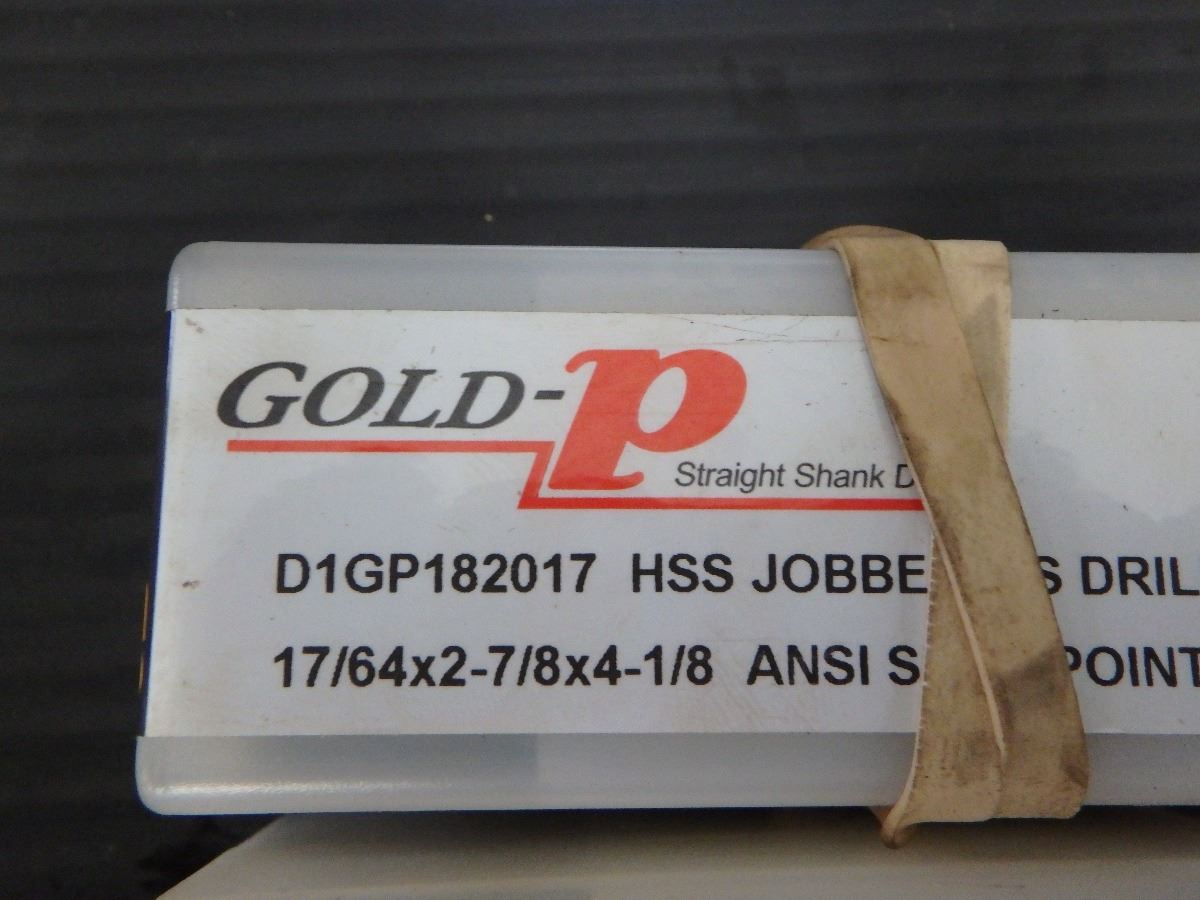 GOLD-P
Straight Shank D
D1GP182017 HSS JOBBE S DRIL
17/64x2-7/8x4-1/8 ANSI S POINT